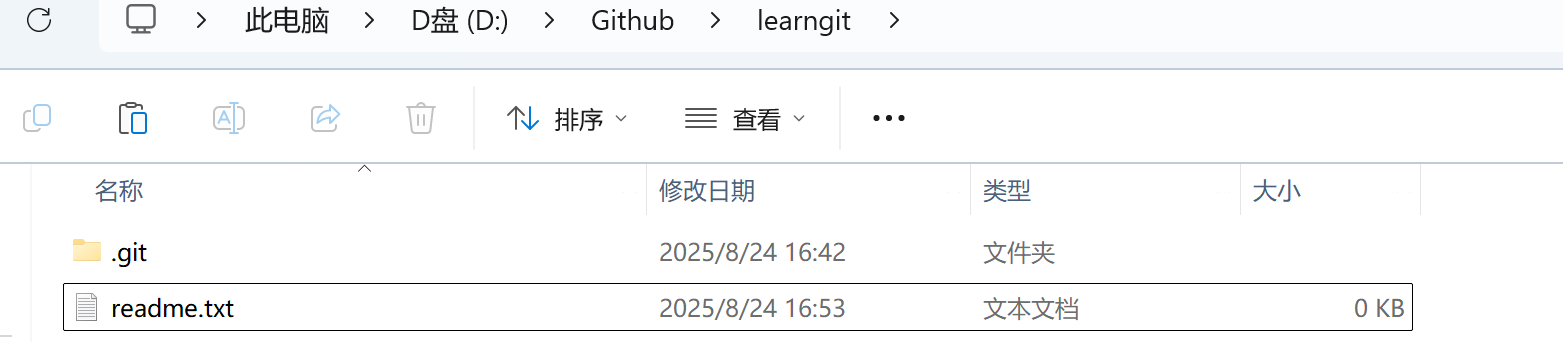 此电脑 > D盘 (D:) > Github > learngit >
排序 查看
名称 修改日期 类型 大小
.git 2025/8/24 16:42 文件夹
readme.txt 2025/8/24 16:53 文本文档 0 KB